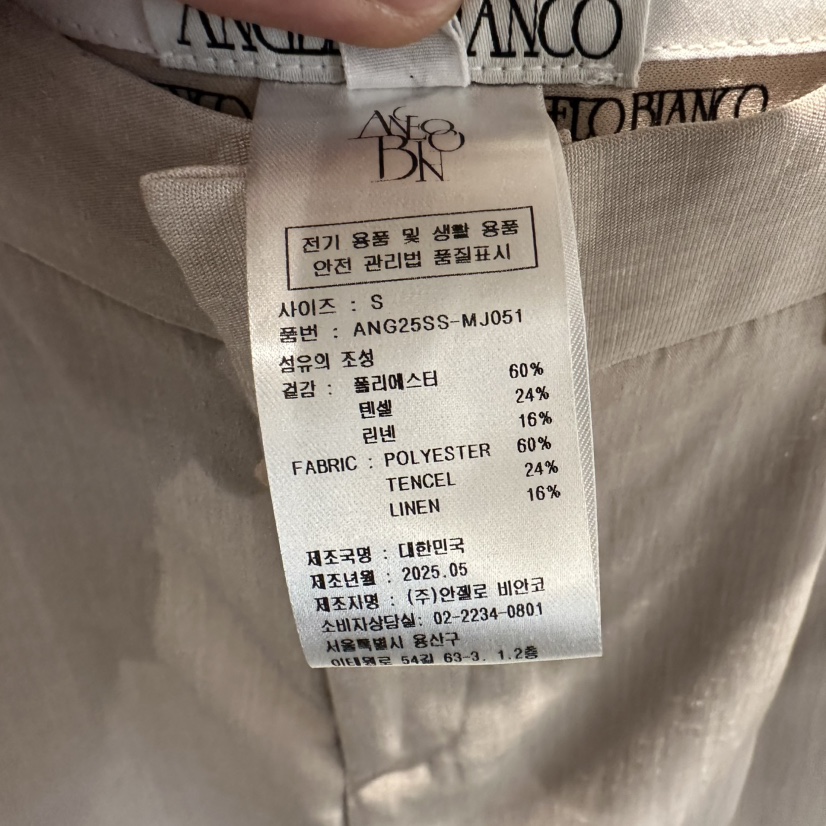 ANGEL
ANCO
ELO BIANCO
ANGELO
BIAN
전기 용품 및 생활 용품
안전 관리법 품질표시
사이즈 : S
품번 : ANG25SS-MJ051
섬유의 조성
겉감 : 폴리에스터 60%
텐셀 24%
린넨 16%
FABRIC : POLYESTER 60%
TENCEL 24%
LINEN 16%
제조국명 : 대한민국
제조년월 : 2025.05
제조자명 : (주)안젤로 비안코
소비자상담실: 02-2234-0801
서울특별시 용산구
이태원로 54길 63-3. 1.2층